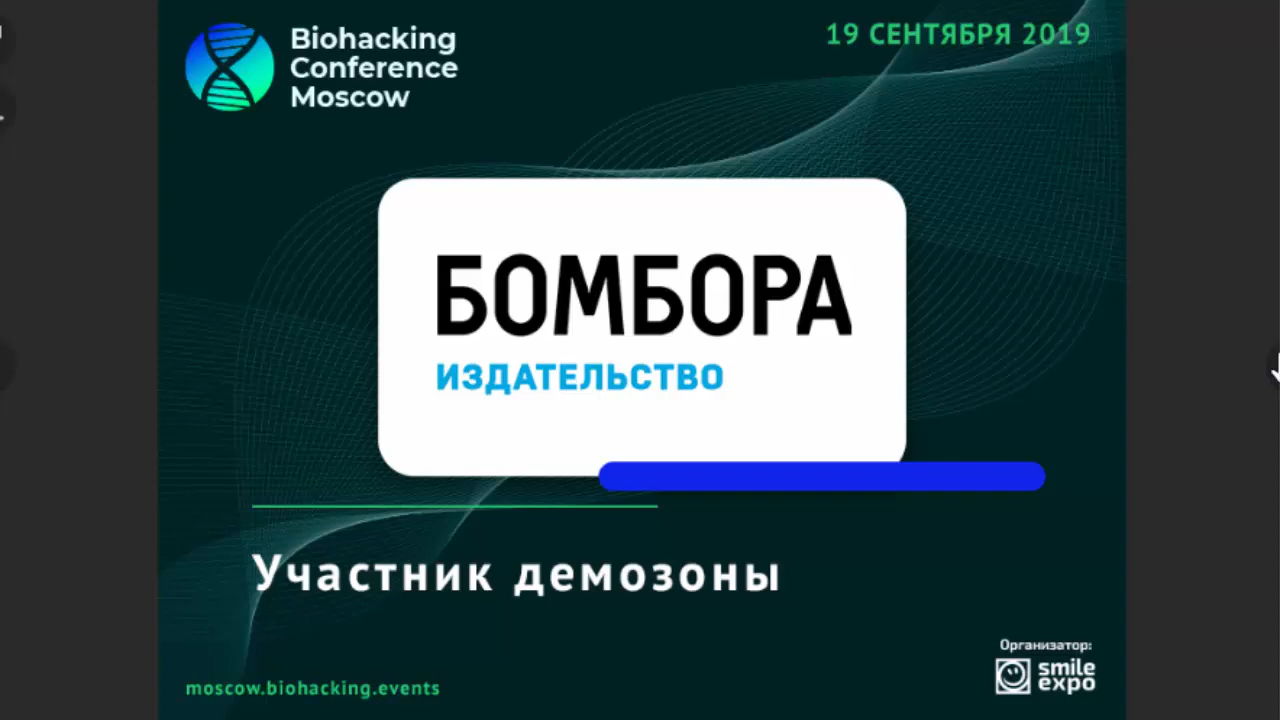 Biohacking
Conference
Moscow
19 СЕНТЯБРЯ 2019
БОМБОРА
ИЗДАТЕЛЬСТВО
Участник демозоны
Организатор:
smile
expo
moscow.biohacking.events